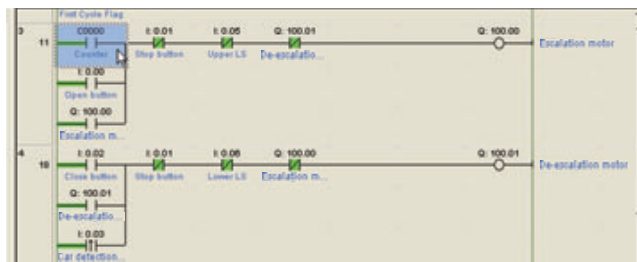 First Cycle Flag
3
11
C0000
I: 0.01
I: 0.05
Q: 100.01
Q: 100.00
Counter
Stop button
Upper LS
De-escalatio...
Escalation motor
I: 0.00
Open button
Q: 100.00
Escalation m...
4
18
I: 0.02
I: 0.01
I: 0.06
Q: 100.00
Q: 100.01
Close button
Stop button
Lower LS
Escalation m...
De-escalation motor
Q: 100.01
De-escalatio...
I: 0.03
Car detection...